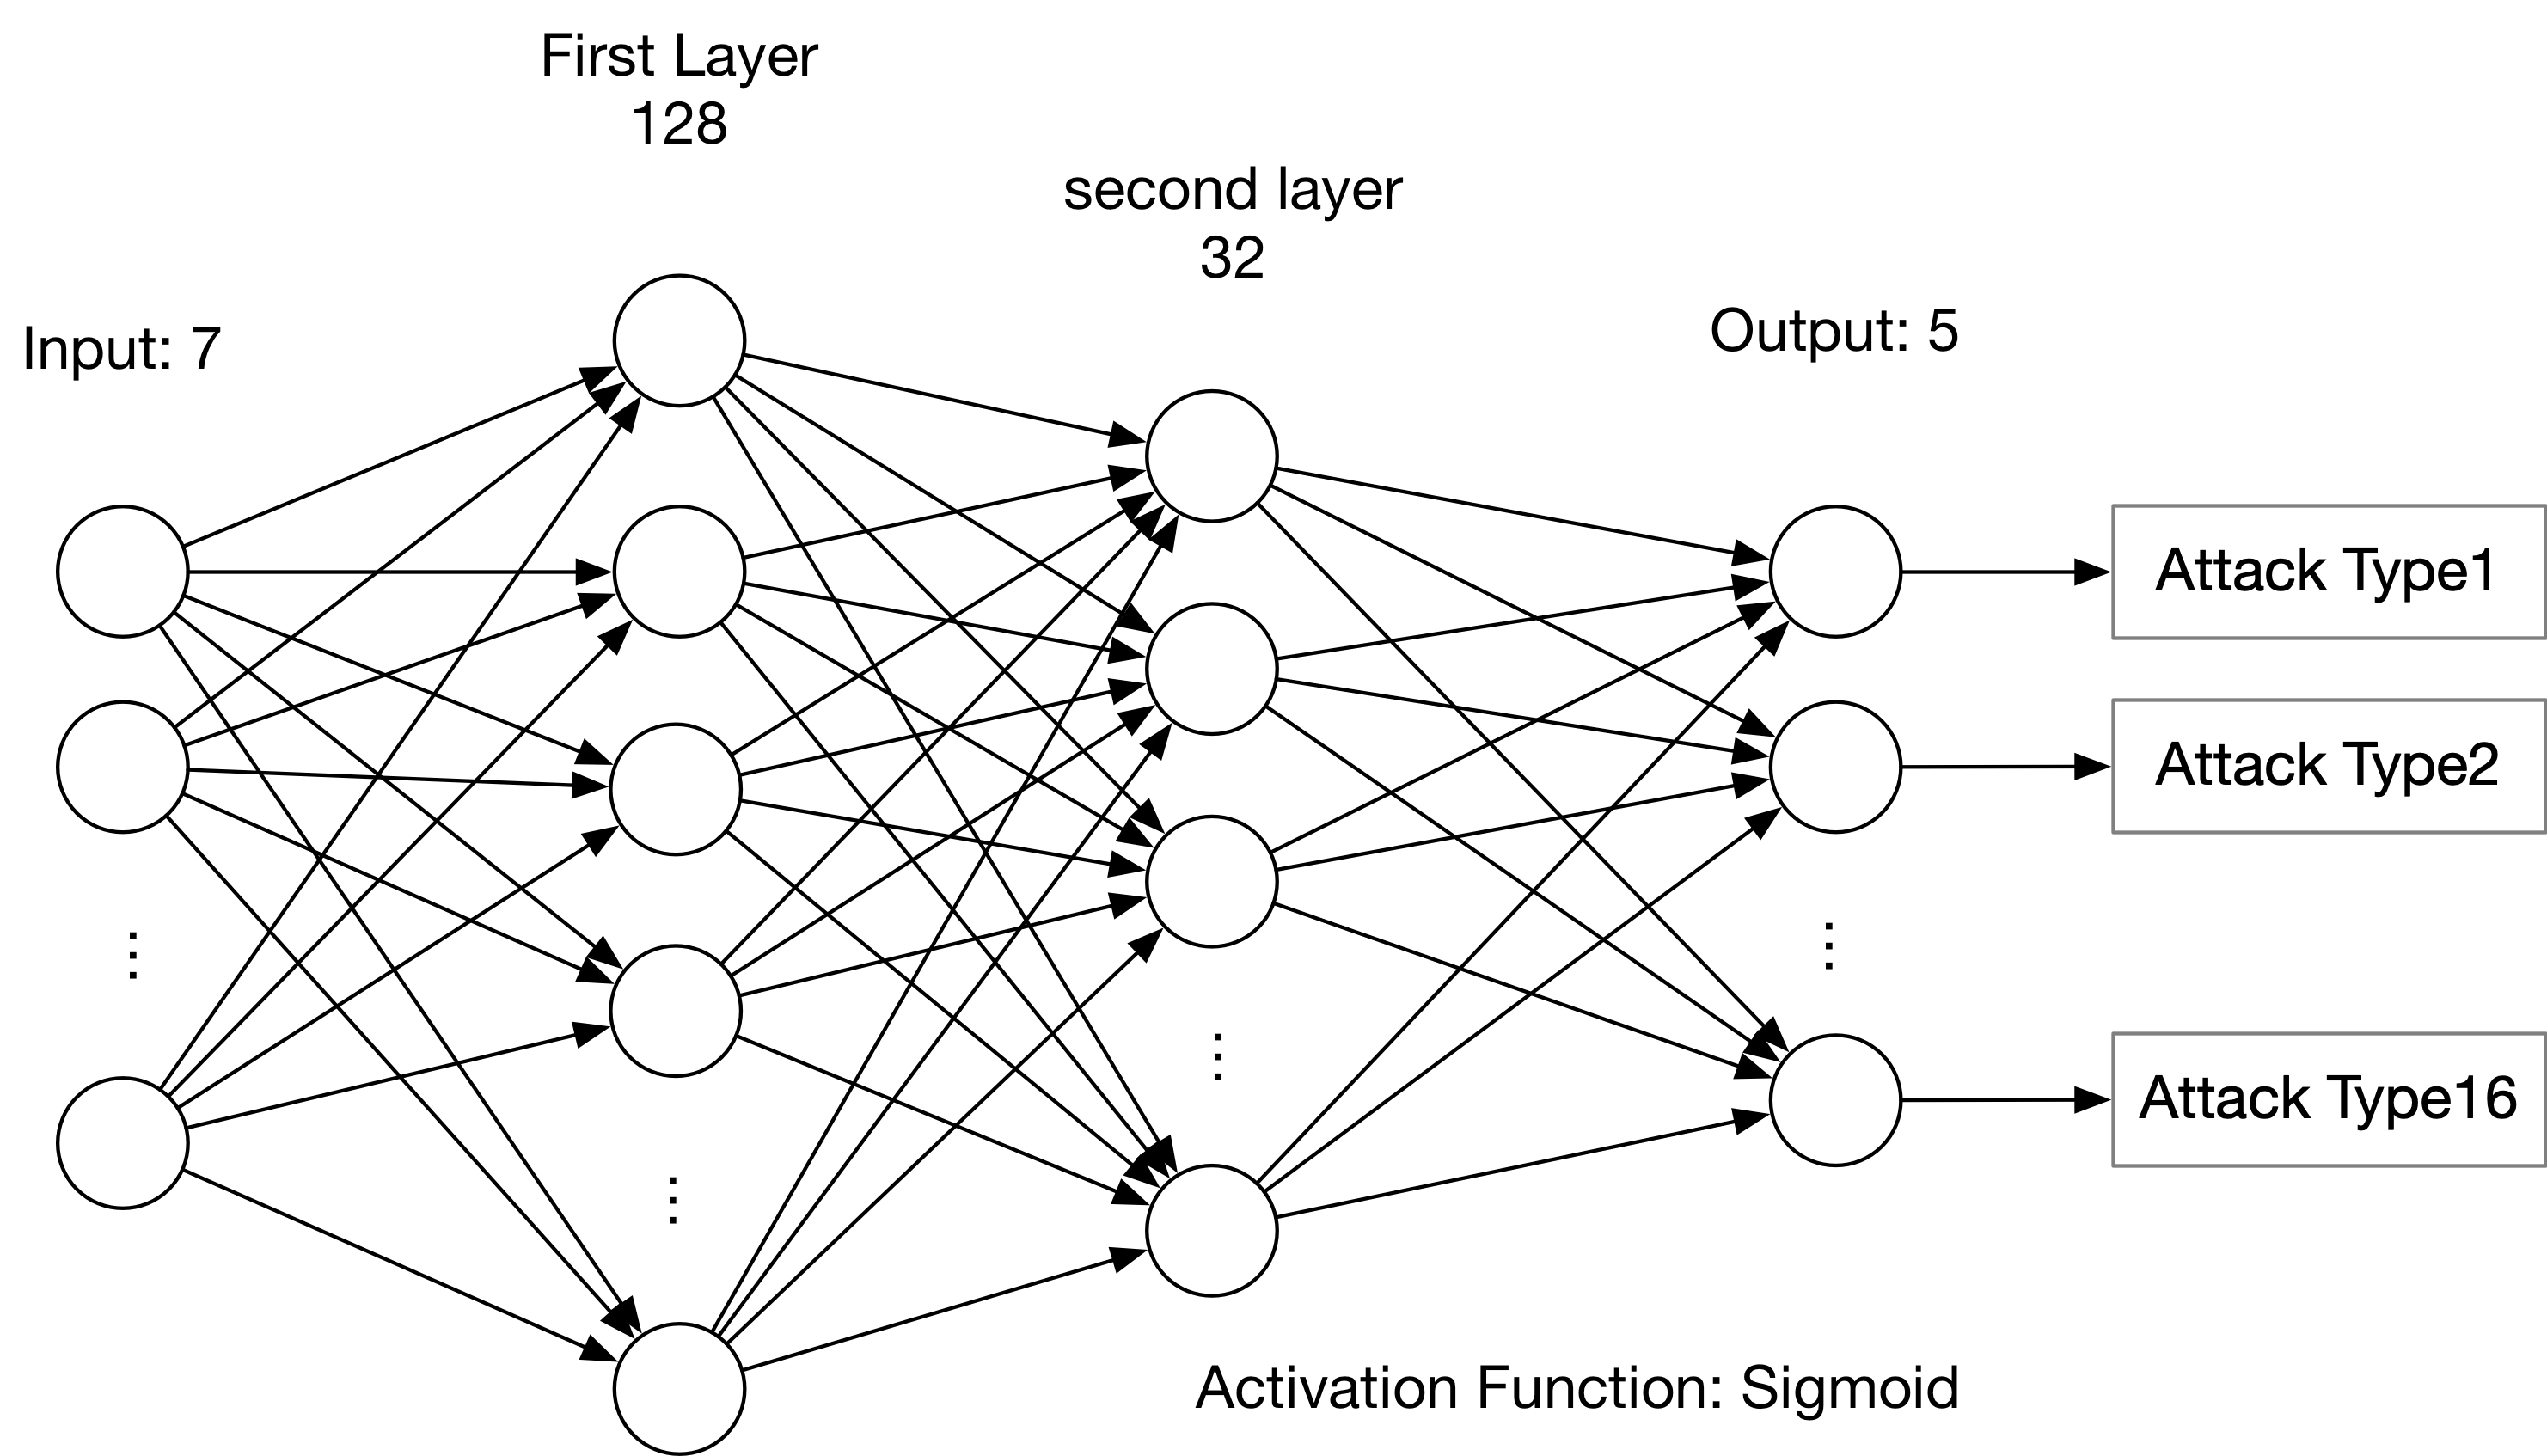 First Layer
128
second layer
32
Input: 7
Output: 5
Attack Type1
Attack Type2
⋮
⋮
⋮
⋮
Attack Type16
Activation Function: Sigmoid